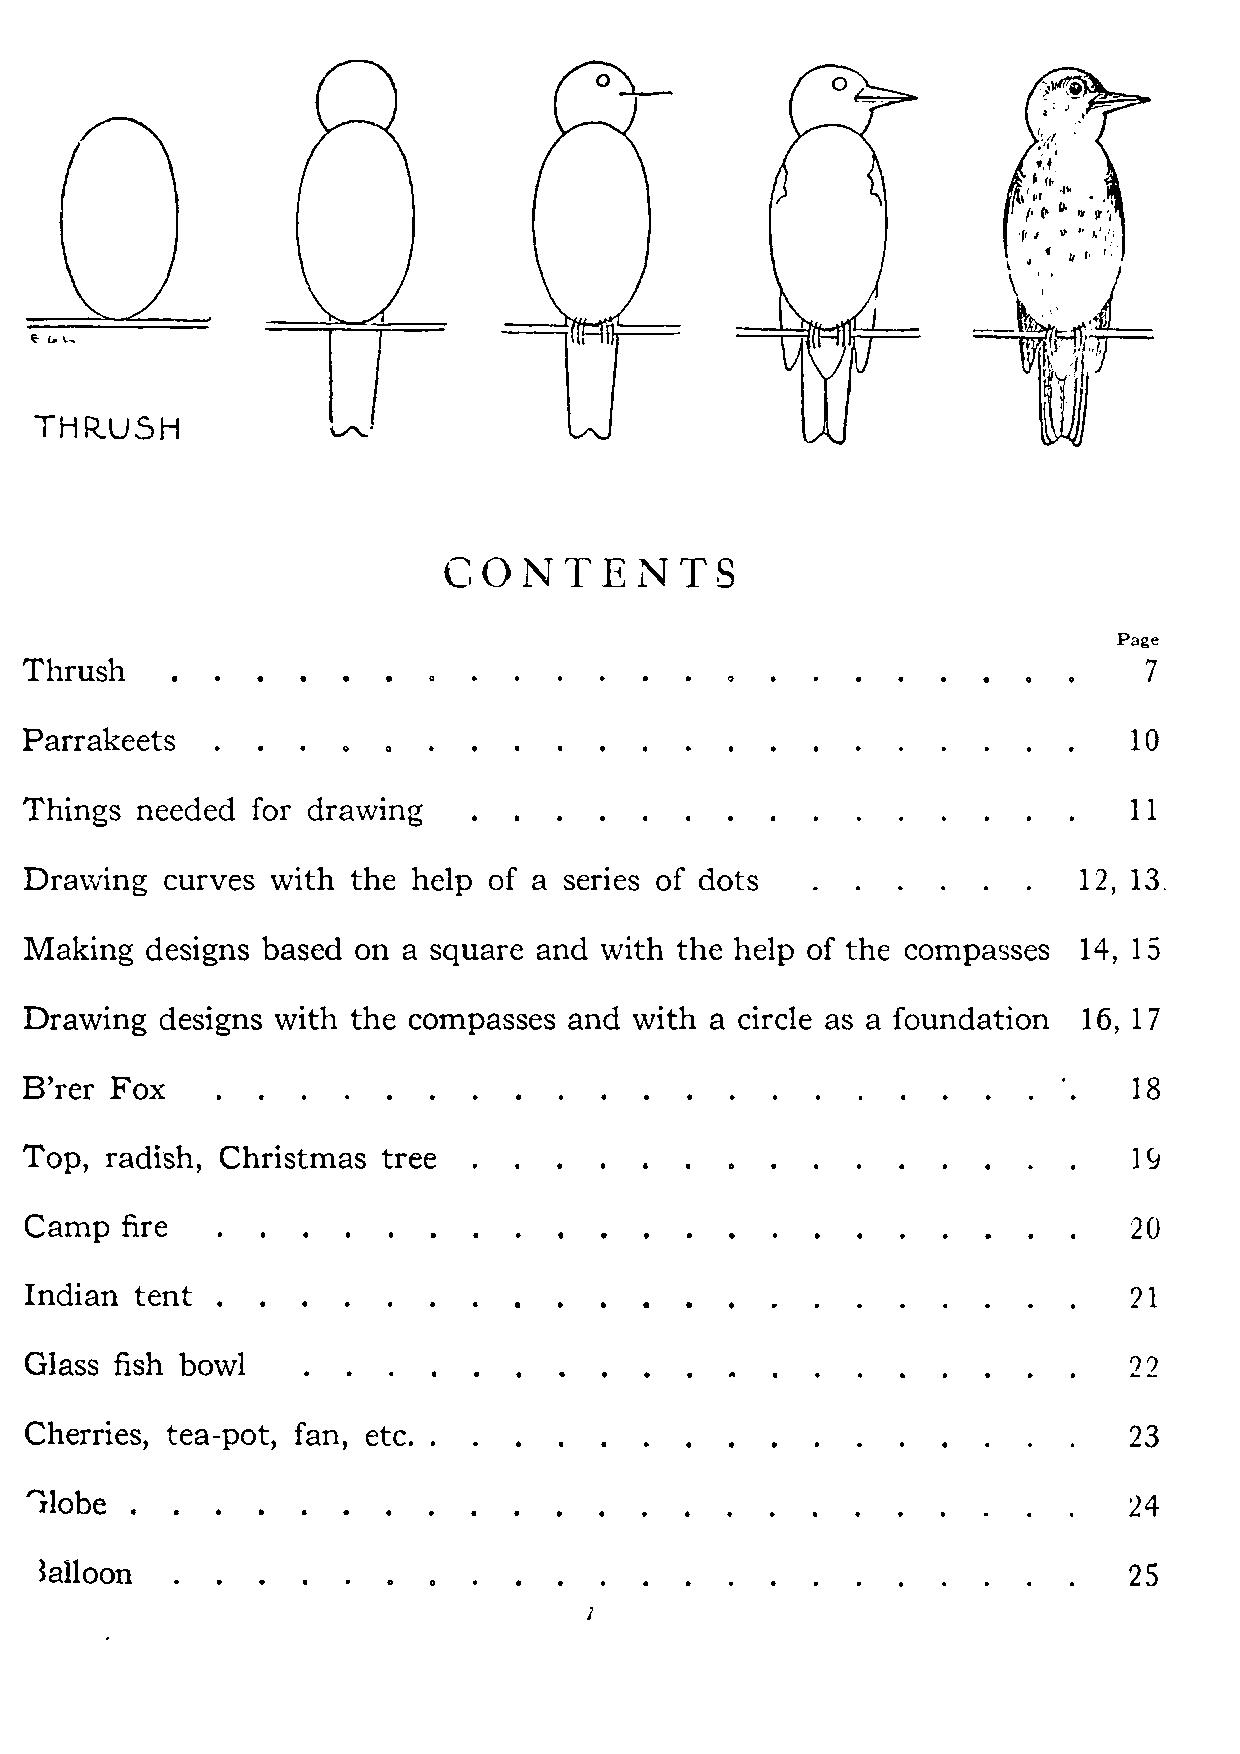 E G L
THRUSH
CONTENTS
Page
Thrush . . . . . . . . . . . . . . . . . . . . . . 7
Parrakeets . . . . . . . . . . . . . . . . . . . . . 10
Things needed for drawing . . . . . . . . . . . . . . . 11
Drawing curves with the help of a series of dots . . . . . . 12, 13.
Making designs based on a square and with the help of the compasses 14, 15
Drawing designs with the compasses and with a circle as a foundation 16, 17
B'rer Fox . . . . . . . . . . . . . . . . . . . . . 18
Top, radish, Christmas tree . . . . . . . . . . . . . . . 19
Camp fire . . . . . . . . . . . . . . . . . . . . . 20
Indian tent . . . . . . . . . . . . . . . . . . . . . 21
Glass fish bowl . . . . . . . . . . . . . . . . . . . 22
Cherries, tea-pot, fan, etc. . . . . . . . . . . . . . . . . 23
Globe . . . . . . . . . . . . . . . . . . . . . . . 24
Balloon . . . . . . . . . . . . . . . . . . . . . . 25